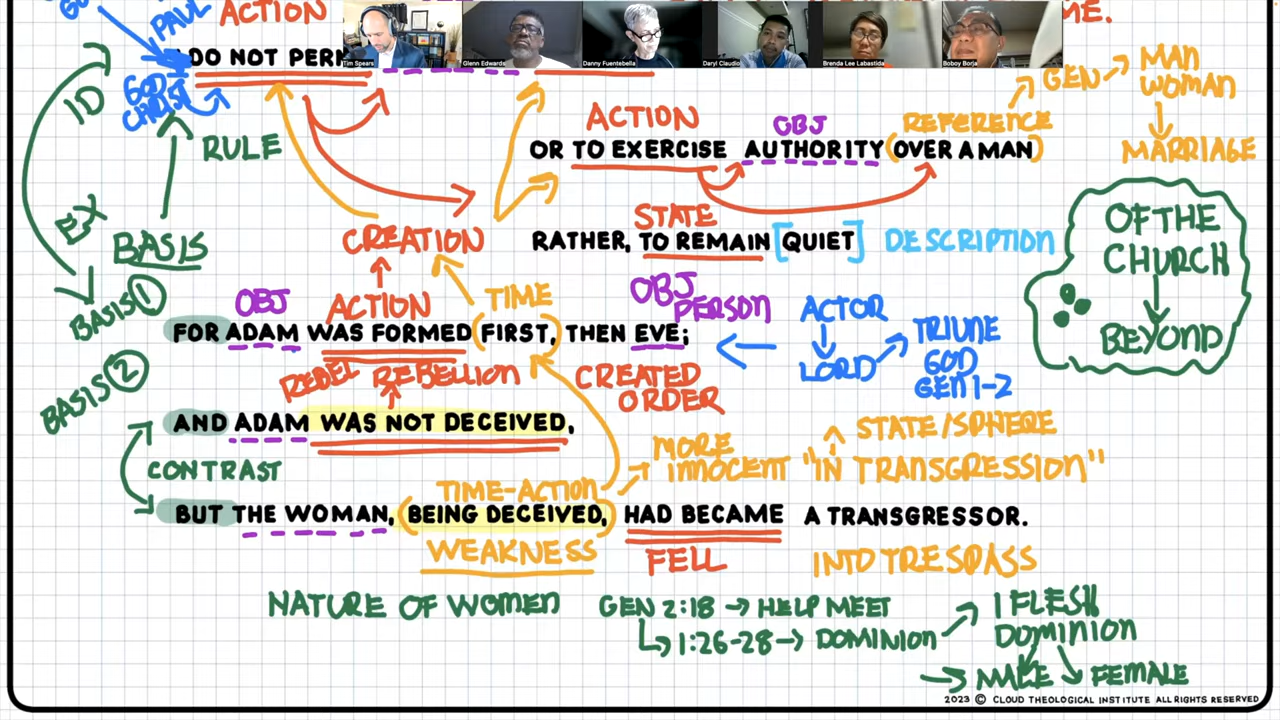 ACTION
ME.
PAUL
DO NOT PERM
Tim Spears
Glenn Edwards
Danny Fuentebella
Daryl Claudio
Brenda Lee Labastida
Boboy Borja
GEN
MAN
WOMAN
MARRIAGE
ID
GOD
CHRIST
RULE
ACTION
OBJ
REFERENCE
OR TO EXERCISE AUTHORITY (OVER A MAN)
EX
BASIS
CREATION
STATE
RATHER, TO REMAIN [QUIET] DESCRIPTION
OF THE
CHURCH
BEYOND
BASIS 1
OBJ
ACTION
TIME
OBJ
PERSON
ACTOR
LORD
TRIUNE
GOD
GEN 1-2
FOR ADAM WAS FORMED (FIRST, THEN EVE;
BASIS 2
REBEL REBELLION
CREATED
ORDER
AND ADAM WAS NOT DECEIVED,
STATE/SPHERE
CONTRAST
MORE
INNOCENT "IN TRANSGRESSION"
TIME-ACTION
BUT THE WOMAN, (BEING DECEIVED,) HAD BECAME A TRANSGRESSOR.
WEAKNESS
FELL
INTO TRESPASS
NATURE OF WOMEN
GEN 2:18 → HELP MEET
1:26-28 → DOMINION
1 FLESH
DOMINION
MALE
FEMALE
2023 © CLOUD THEOLOGICAL INSTITUTE ALL RIGHTS RESERVED